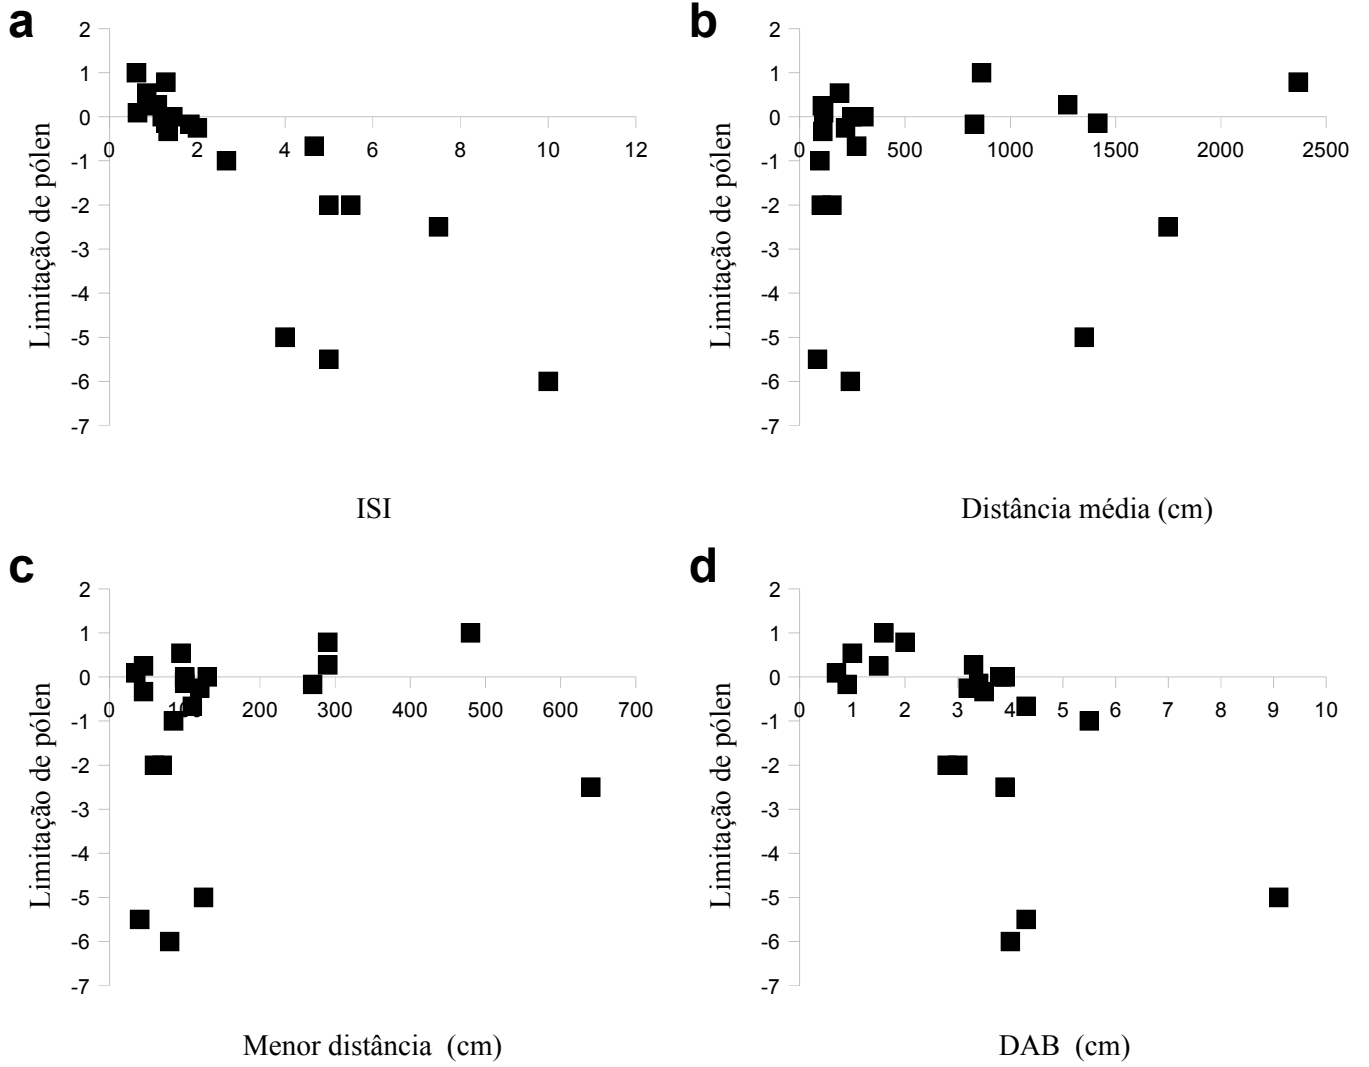 a
2
1
0
-1
-2
-3
-4
-5
-6
-7
0 2 4 6 8 10 12
Limitação de pólen
ISI
b
2
1
0
-1
-2
-3
-4
-5
-6
-7
0 500 1000 1500 2000 2500
Limitação de pólen
Distância média (cm)
c
2
1
0
-1
-2
-3
-4
-5
-6
-7
0 100 200 300 400 500 600 700
Limitação de pólen
Menor distância (cm)
d
2
1
0
-1
-2
-3
-4
-5
-6
-7
0 1 2 3 4 5 6 7 8 9 10
Limitação de pólen
DAB (cm)